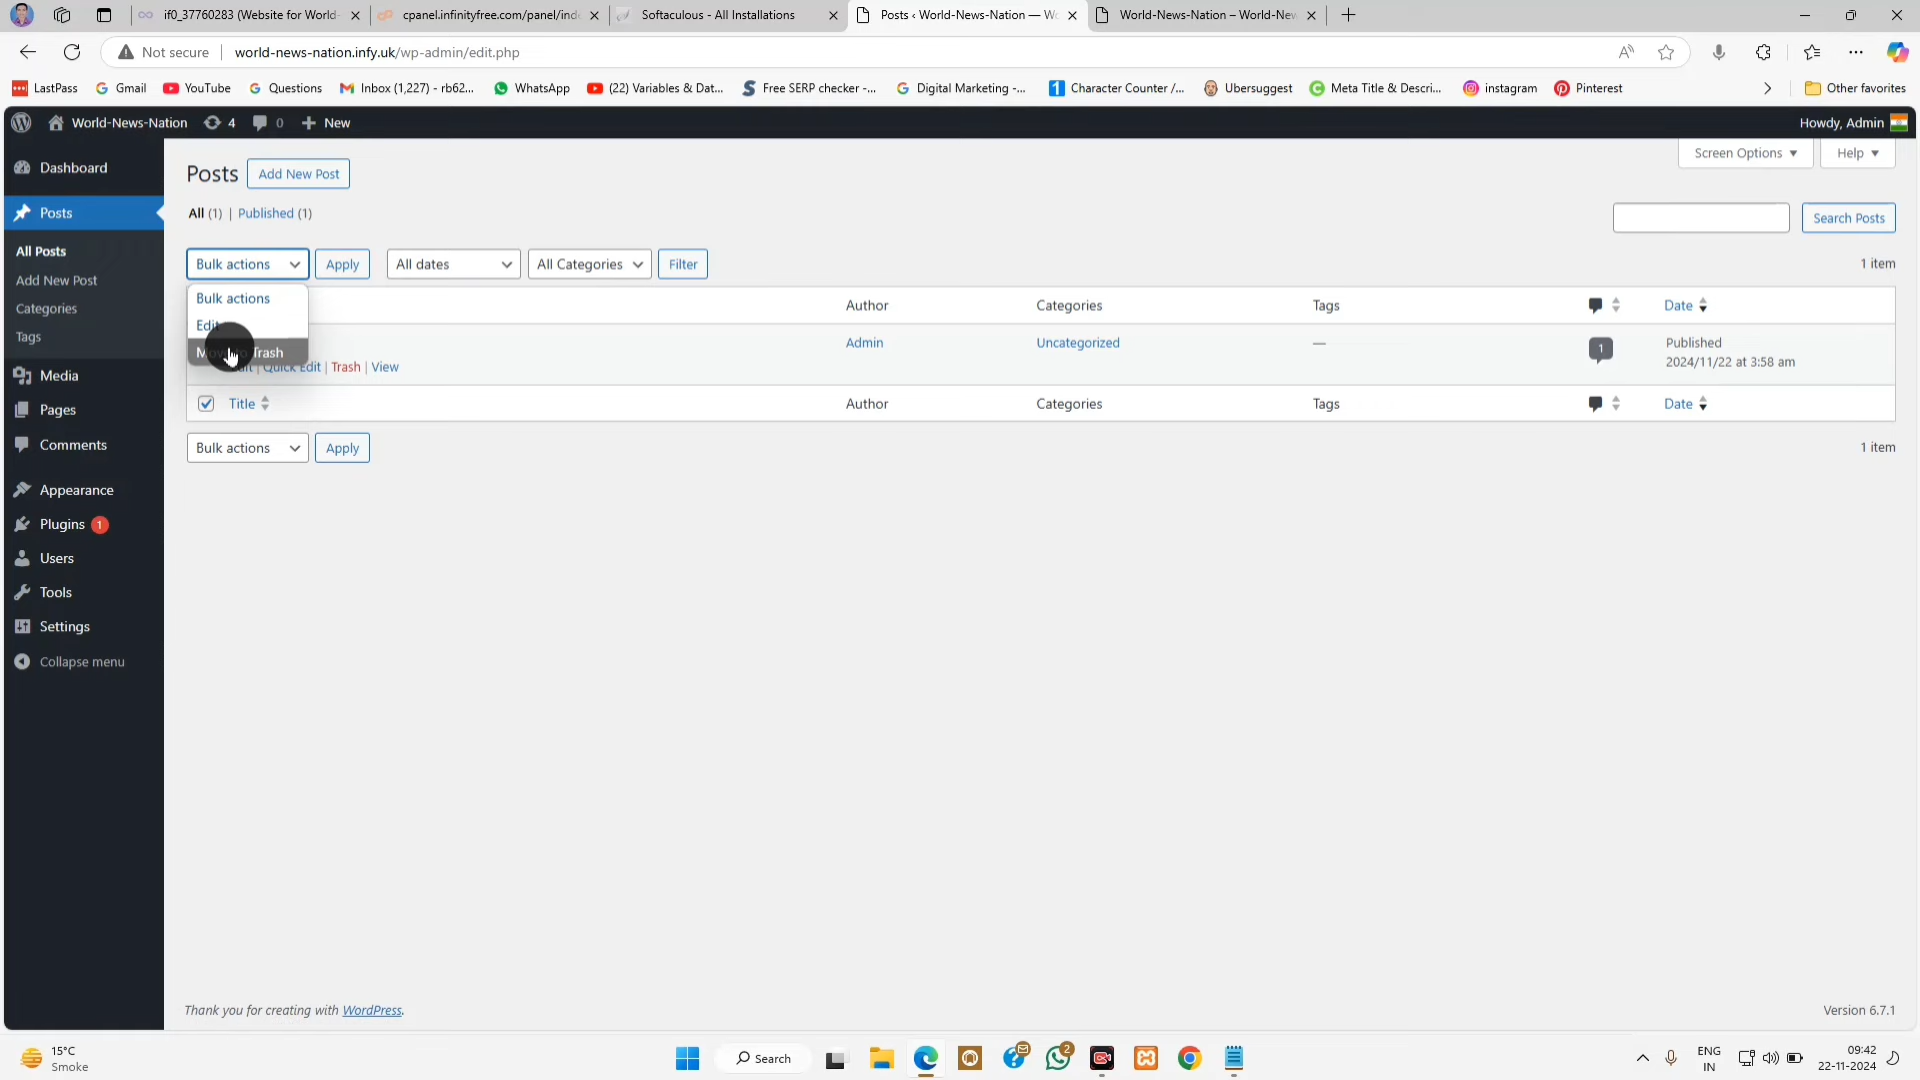 if0_37760283 (Website for World-
cpanel.infinityfree.com/panel/ind
Softaculous - All Installations
Posts ‹ World-News-Nation — Wo
World-News-Nation – World-New
Not secure
world-news-nation.infy.uk/wp-admin/edit.php
LastPass
Gmail
YouTube
Questions
Inbox (1,227) - rb62...
WhatsApp
(22) Variables & Dat...
Free SERP checker -...
Digital Marketing -...
Character Counter /...
Ubersuggest
Meta Title & Descri...
instagram
Pinterest
Other favorites
World-News-Nation
4
0
New
Howdy, Admin
Dashboard
Posts
All Posts
Add New Post
Categories
Tags
Media
Pages
Comments
Appearance
Plugins 1
Users
Tools
Settings
Collapse menu
Posts
Add New Post
Screen Options
Help
All (1) | Published (1)
Search Posts
Bulk actions
Apply
All dates
All Categories
Filter
1 item
Bulk actions
Edit
Trash
Author
Categories
Tags
Date
Admin
Uncategorized
—
1
Published
2024/11/22 at 3:58 am
Quick Edit | Trash | View
Title
Author
Categories
Tags
Date
Bulk actions
Apply
1 item
Thank you for creating with WordPress.
Version 6.7.1
15°C
Smoke
Search
2
ENG
IN
09:42
22-11-2024